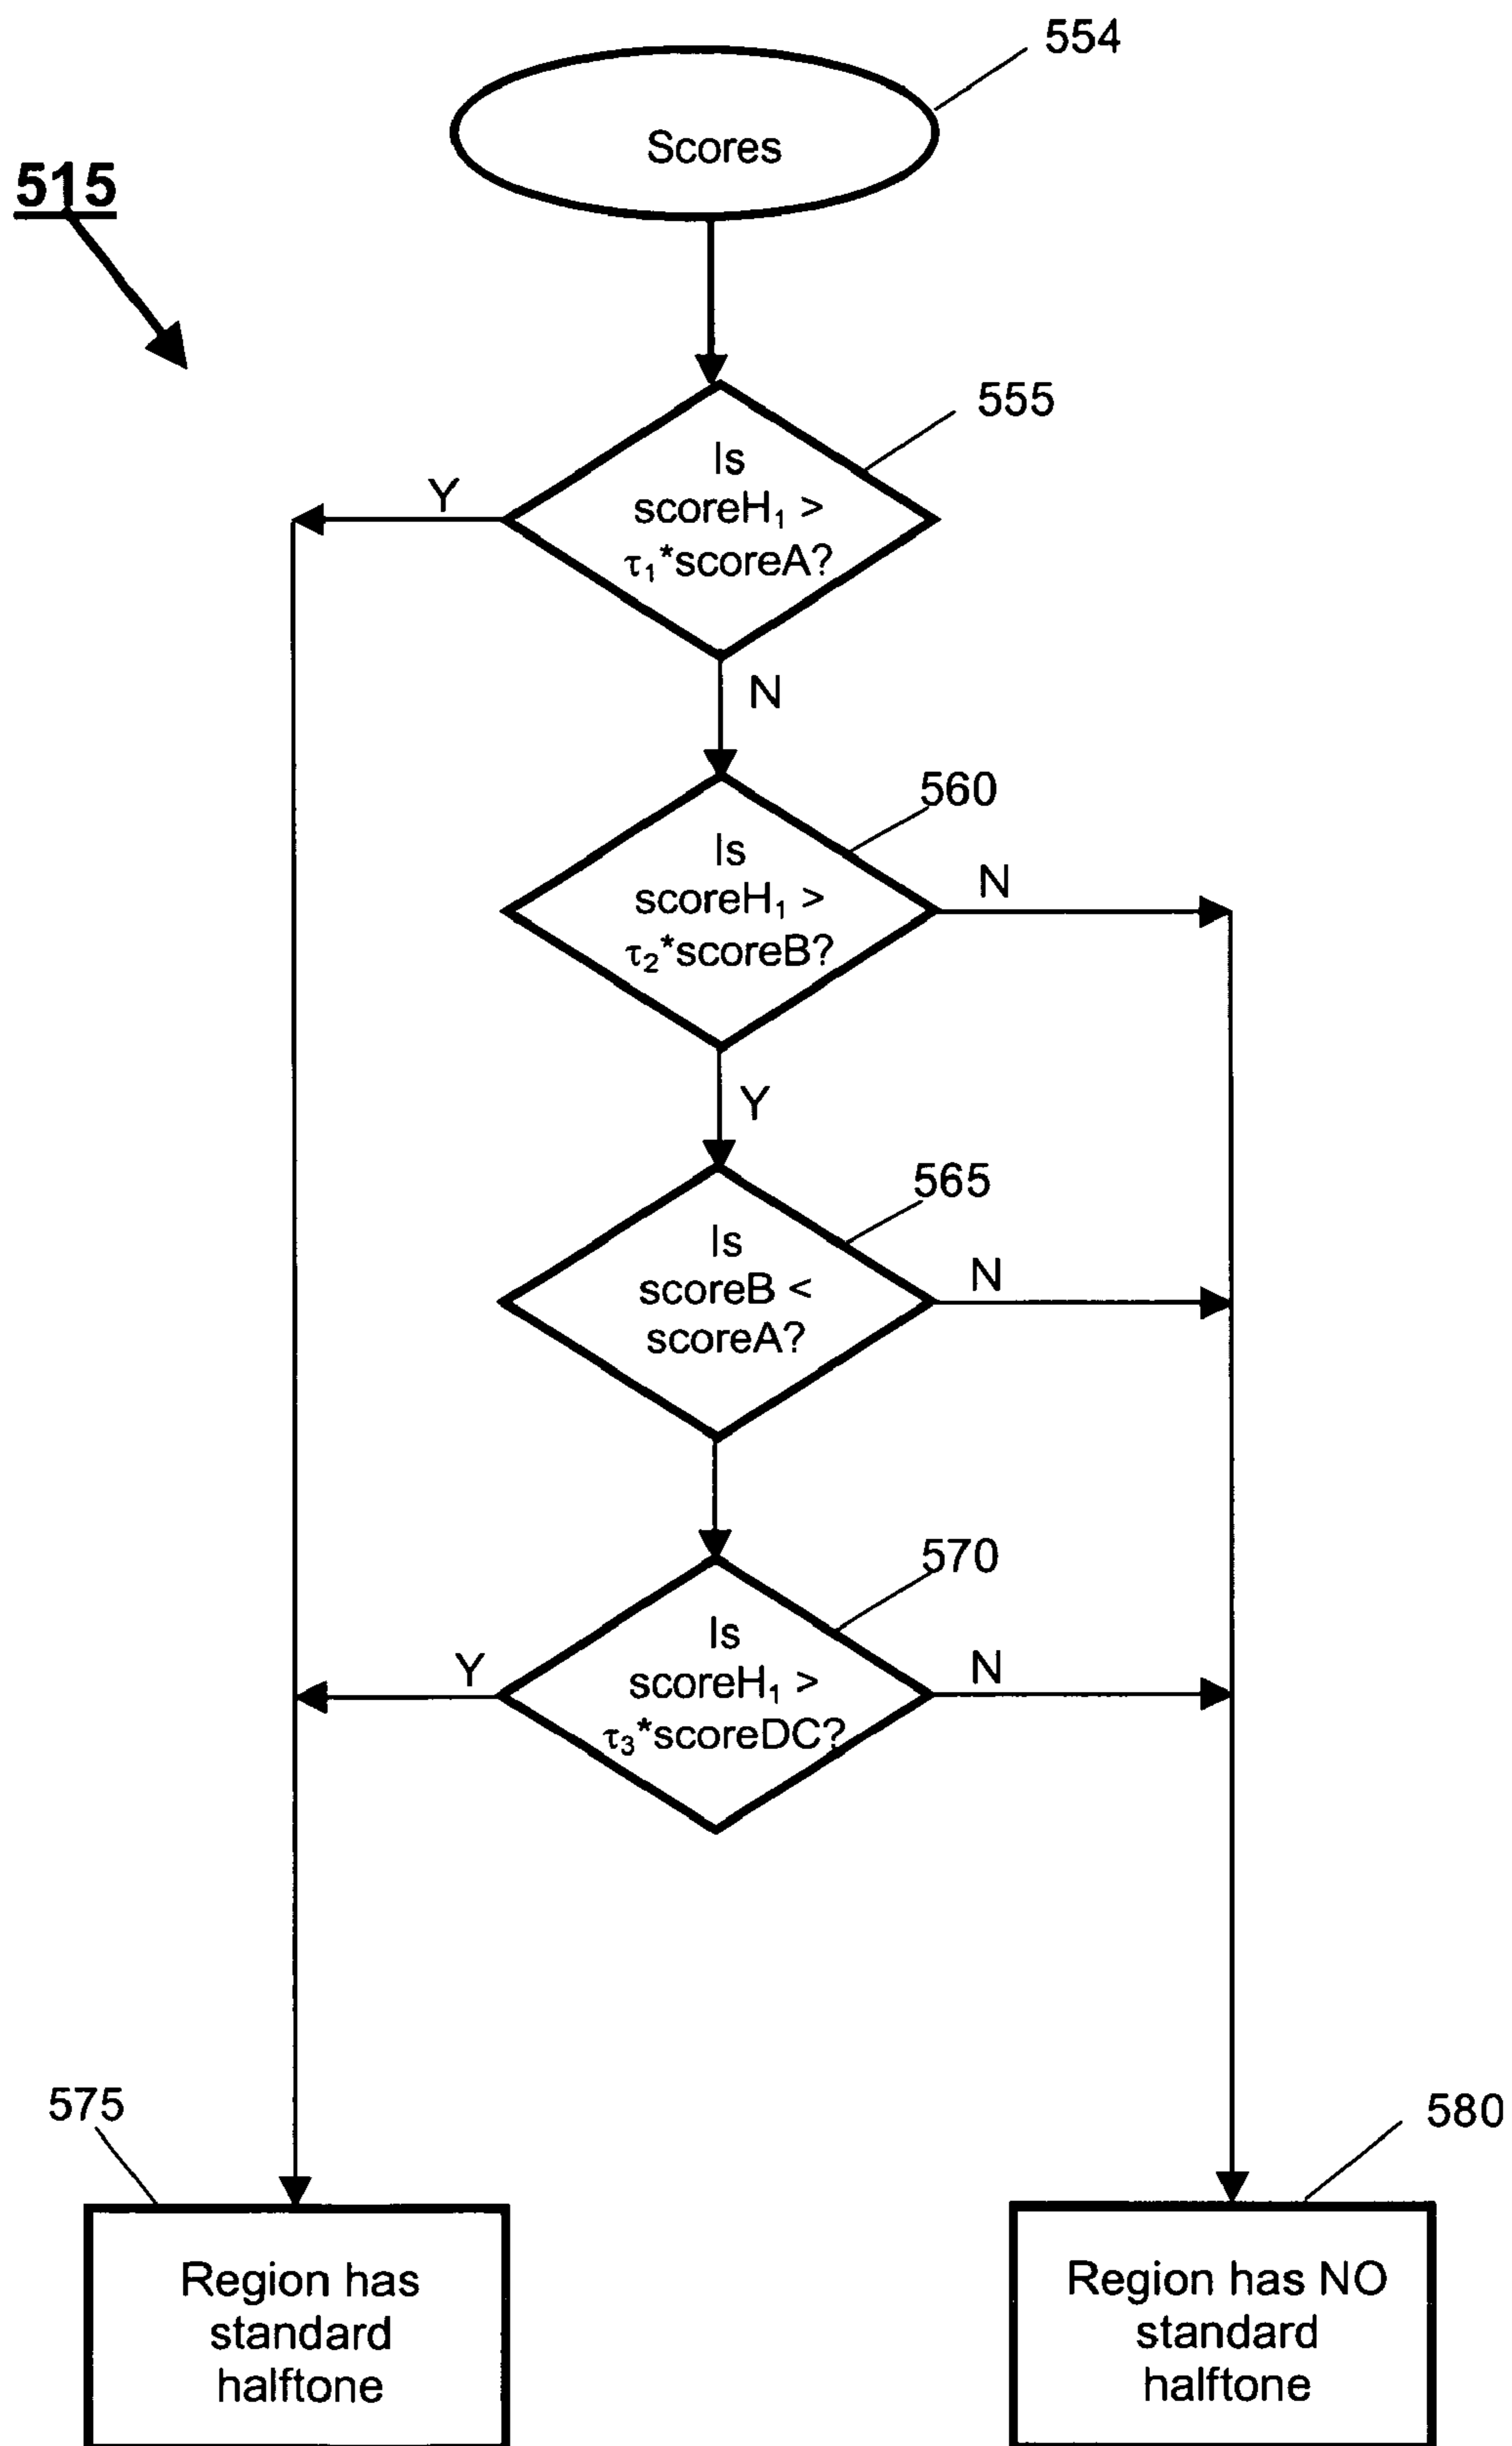 554
Scores
515
555
Is
scoreH₁ >
τ₁*scoreA?
Y
N
560
Is
scoreH₁ >
τ₂*scoreB?
N
Y
565
Is
scoreB <
scoreA?
N
570
Is
scoreH₁ >
τ₃*scoreDC?
Y
N
575
580
Region has
standard
halftone
Region has NO
standard
halftone